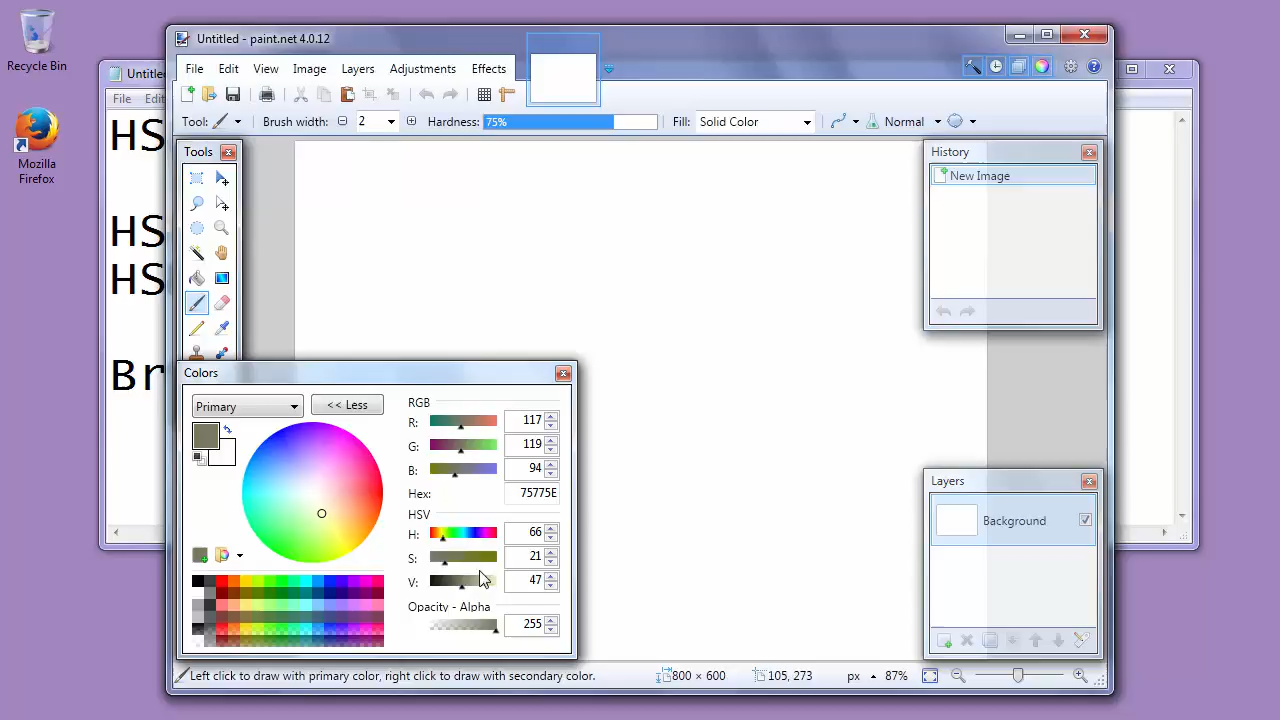 Recycle Bin
Mozilla
Firefox
Untitle
File Edi
HS
HS
HS
Br
Untitled - paint.net 4.0.12
File Edit View Image Layers Adjustments Effects
Tool: Brush width: 2 Hardness: 75% Fill: Solid Color Normal
Tools
History
New Image
Colors
Primary
<< Less
RGB
R: 117
G: 119
B: 94
Hex: 75775E
HSV
H: 66
S: 21
V: 47
Opacity - Alpha
255
Layers
Background
Left click to draw with primary color, right click to draw with secondary color. 800 × 600 105, 273 px 87%